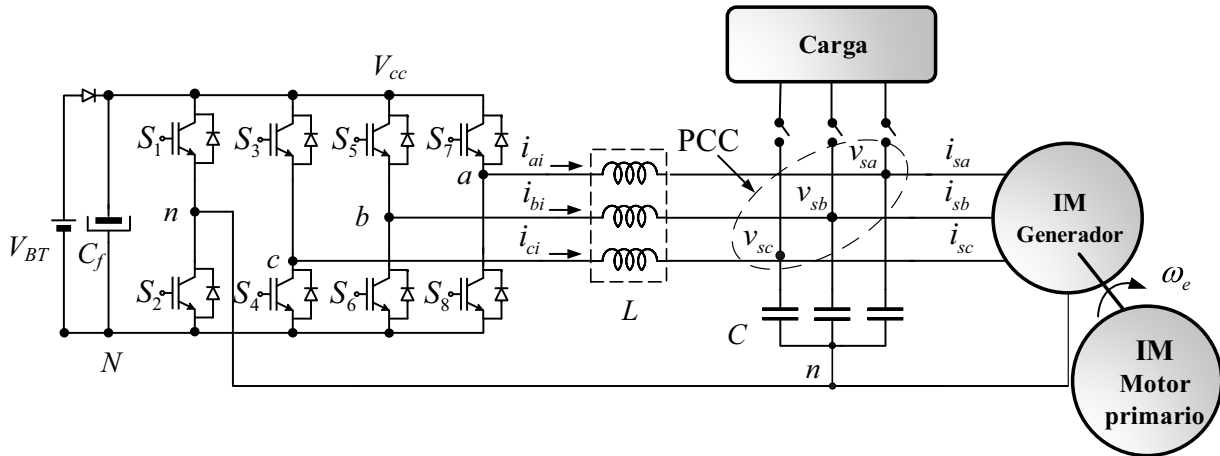 Carga
V_cc
S_1
S_3
S_5
S_7
PCC
i_ai
i_bi
i_ci
a
b
c
n
v_sa
v_sb
v_sc
i_sa
i_sb
i_sc
IM
Generador
V_BT
C_f
S_2
S_4
S_6
S_8
L
C
ω_e
N
n
IM
Motor
primario